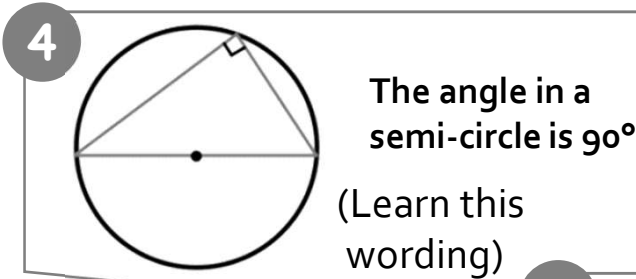 4
The angle in a
semi-circle is 90°
(Learn this
wording)